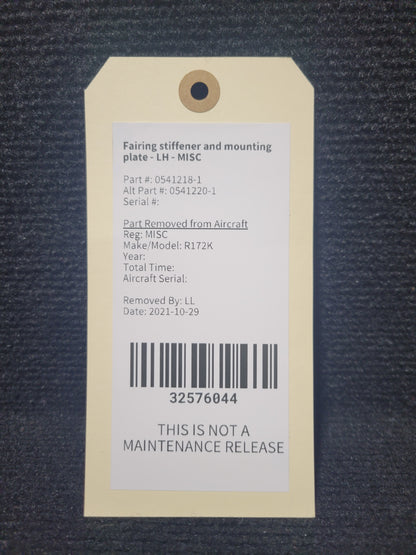 Fairing stiffener and mounting
plate - LH - MISC
Part #: 0541218-1
Alt Part #: 0541220-1
Serial #:
Part Removed from Aircraft
Reg: MISC
Make/Model: R172K
Year:
Total Time:
Aircraft Serial:
Removed By: LL
Date: 2021-10-29
32576044
THIS IS NOT A
MAINTENANCE RELEASE